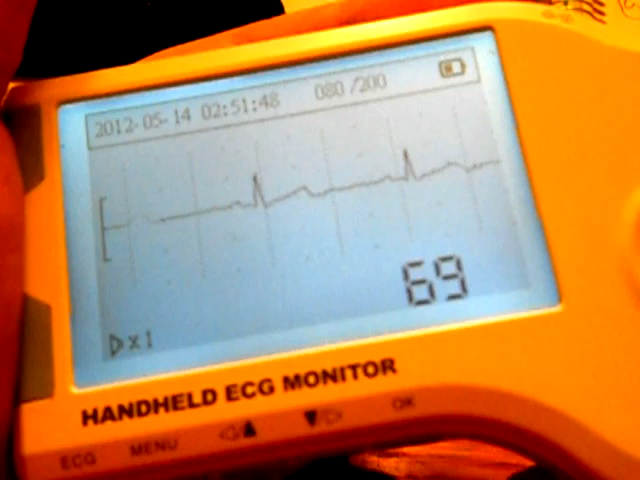 2012-05-14 02:51:48 080/200
69
x1
HANDHELD ECG MONITOR
ECG MENU OK